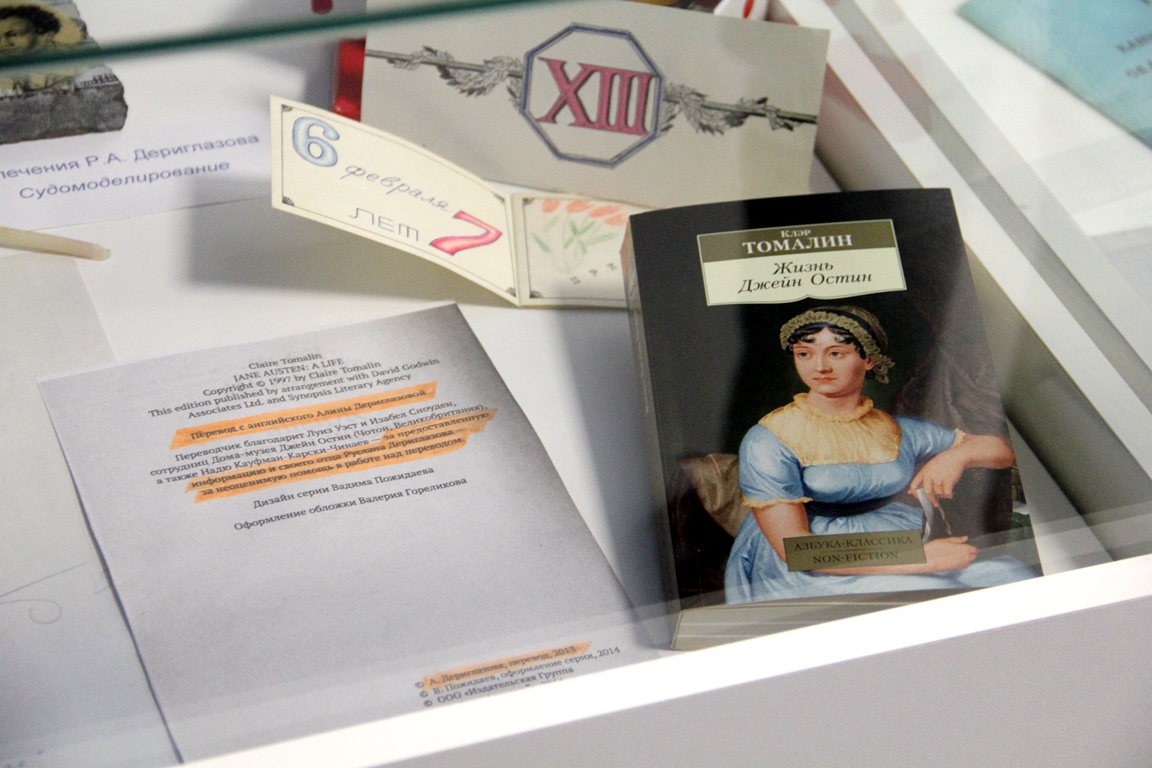 Р.А. Дериглазова
Судомоделирование
XIII
6
февраля
7
лет
Клэр
ТОМАЛИН
Жизнь
Джейн Остин
АЗБУКА-КЛАССИКА
NON-FICTION
Claire Tomalin
JANE AUSTEN: A LIFE
Copyright © 1997 by Claire Tomalin
This edition published by arrangement with David Godwin
Associates Ltd. and Synopsis Literary Agency
Перевод с английского Алины Дериглазовой
Переводчик благодарит Луиз Уэст и Изабел Сноуден,
сотрудниц Дома-музея Джейн Остин (Чотон, Великобритания),
а также Надю Кауфман-Карски-Чинаев — за предоставленную
информацию и своего отца Руслана Дериглазова —
за неоценимую помощь в работе над переводом.
Дизайн серии Вадима Пожидаева
Оформление обложки Валерия Гореликова
© А. Дериглазова, перевод, 2013
© В. Пожидаев, оформление серии, 2014
© ООО «Издательская Группа